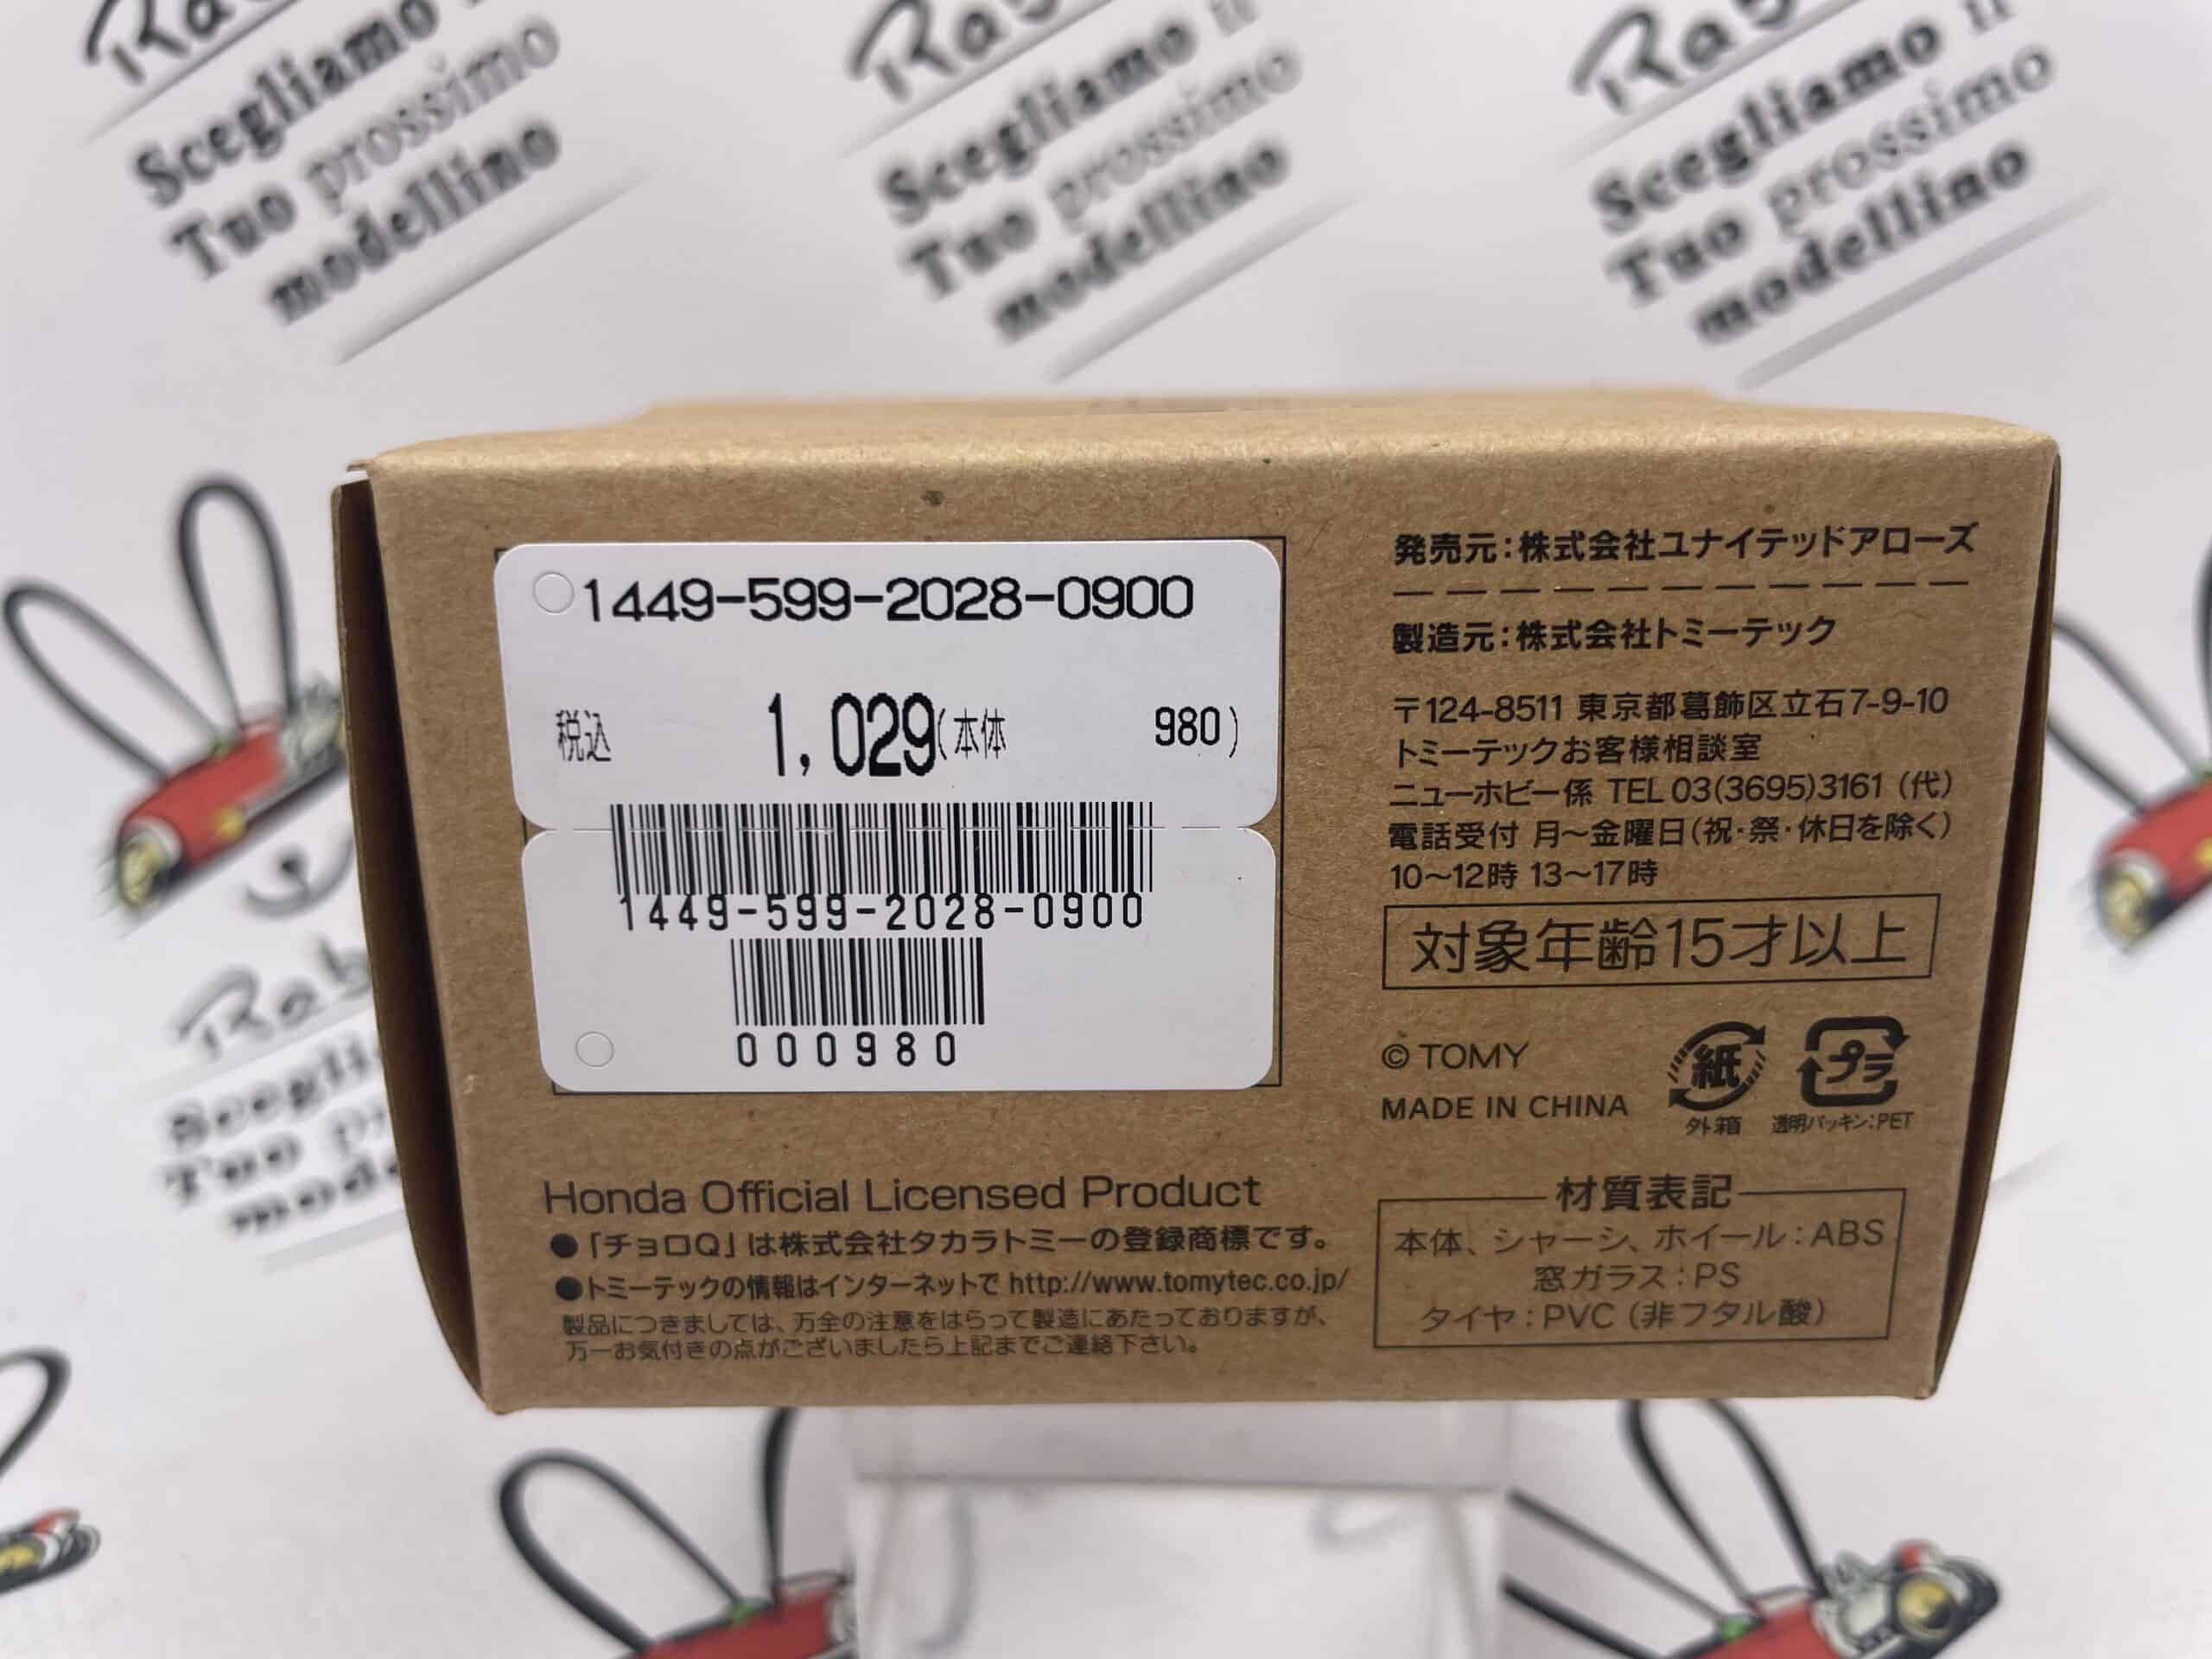 Scegliamo il
Tuo prossimo
modellino
Scegliamo il
Tuo prossimo
modellino
Scegliamo il
Tuo prossimo
modellino
1449-599-2028-0900
税込 1,029(本体 980)
1449-599-2028-0900
000980
Honda Official Licensed Product
●「チョロQ」は株式会社タカラトミーの登録商標です。
●トミーテックの情報はインターネットで http://www.tomytec.co.jp/
製品につきましては、万全の注意をはらって製造にあたっておりますが、
万一お気付きの点がございましたら上記までご連絡下さい。
発売元:株式会社ユナイテッドアローズ
製造元:株式会社トミーテック
〒124-8511 東京都葛飾区立石7-9-10
トミーテックお客様相談室
ニューホビー係 TEL 03(3695)3161 (代)
電話受付 月〜金曜日(祝・祭・休日を除く)
10〜12時 13〜17時
対象年齢15才以上
© TOMY
MADE IN CHINA
紙
外箱
プラ
透明パッキン:PET
材質表記
本体、シャーシ、ホイール:ABS
窓ガラス:PS
タイヤ:PVC (非フタル酸)